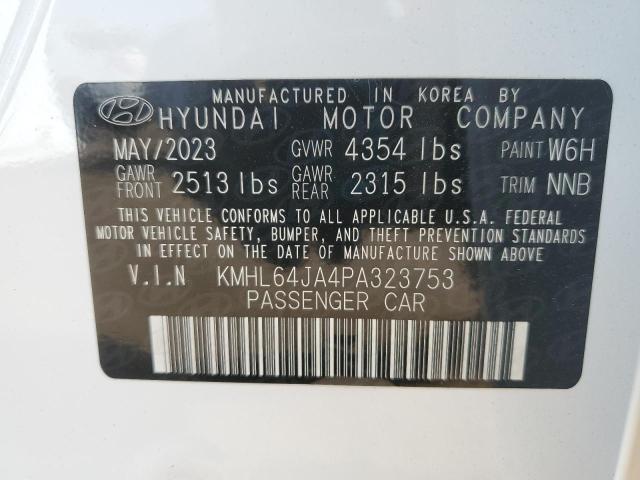 MANUFACTURED IN KOREA BY
HYUNDAI MOTOR COMPANY
MAY/2023 GVWR 4354 lbs PAINT W6H
GAWR FRONT 2513 lbs GAWR REAR 2315 lbs TRIM NNB
THIS VEHICLE CONFORMS TO ALL APPLICABLE U.S.A. FEDERAL
MOTOR VEHICLE SAFETY, BUMPER, AND THEFT STANDARDS
IN EFFECT ON THE DATE OF MANUFACTURE SHOWN ABOVE
V.I.N KMHL64JA4PA323753
PASSENGER CAR